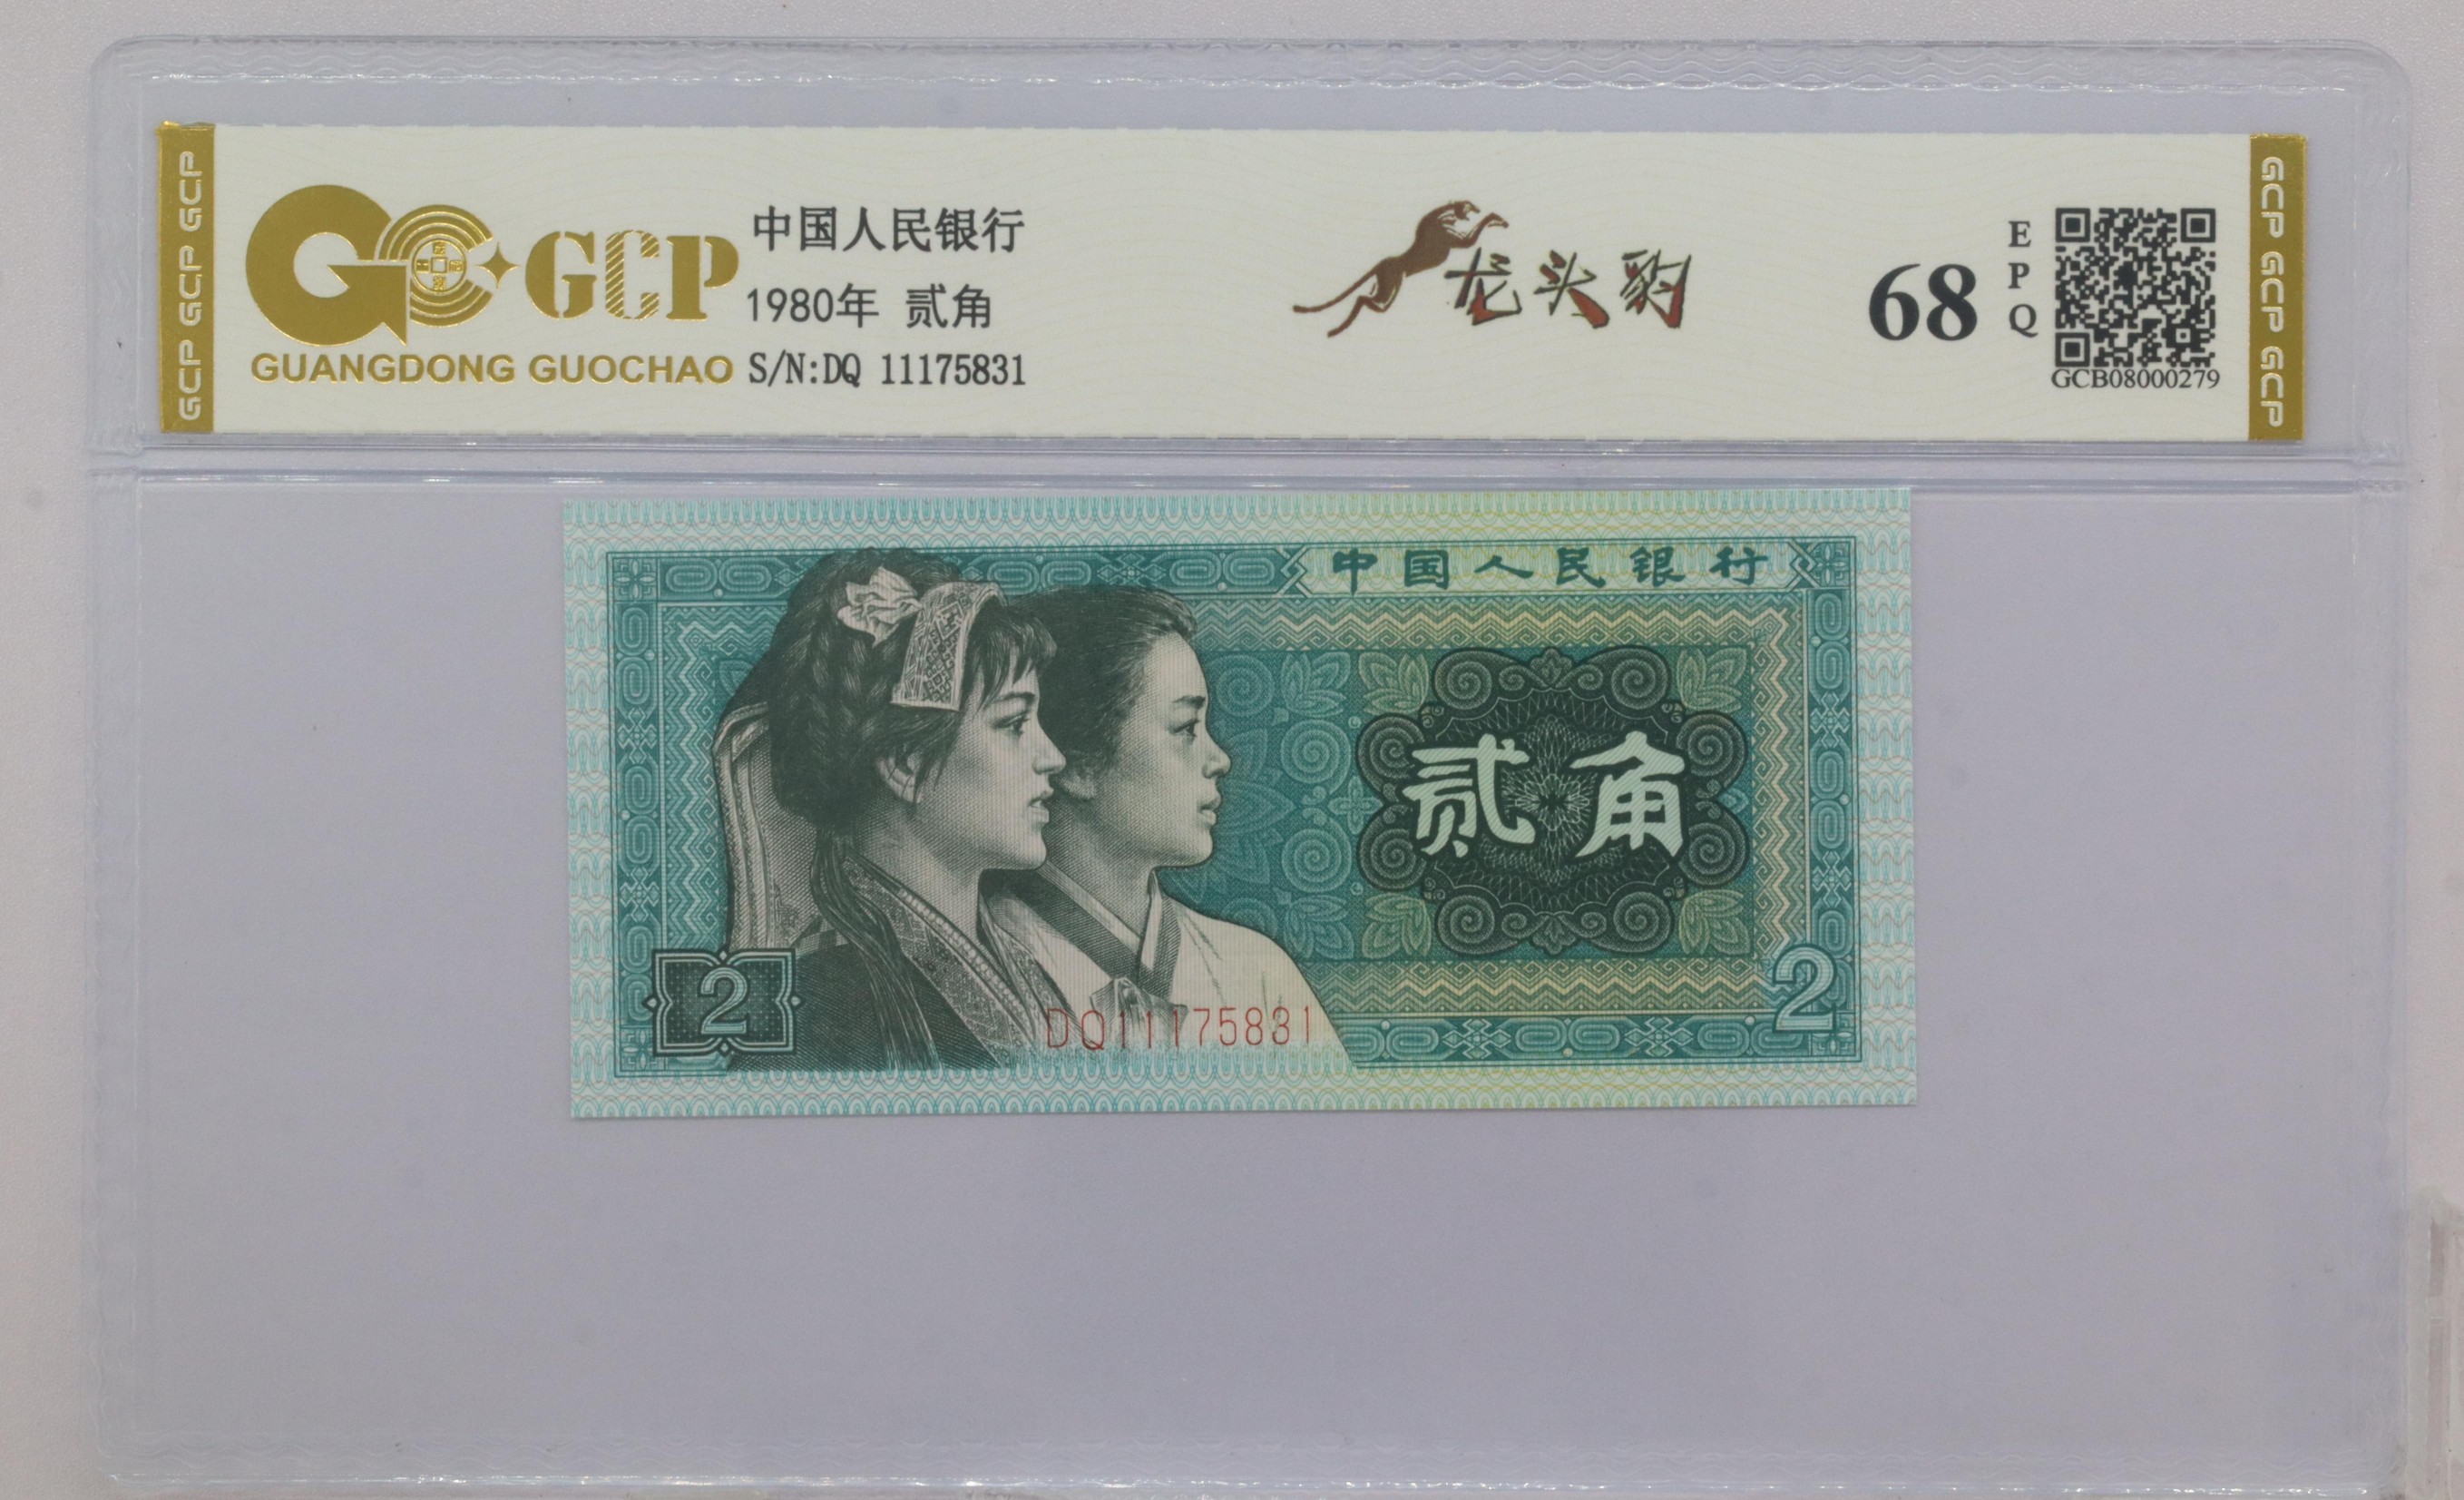 GCP GCP GCP
GCP
GUANGDONG GUOCHAO
中国人民银行
1980年 贰角
S/N:DQ 11175831
龙头豹
68
EPQ
GCB08000279
GCP GCP GCP
中国人民银行
贰角
2
DQ11175831
2